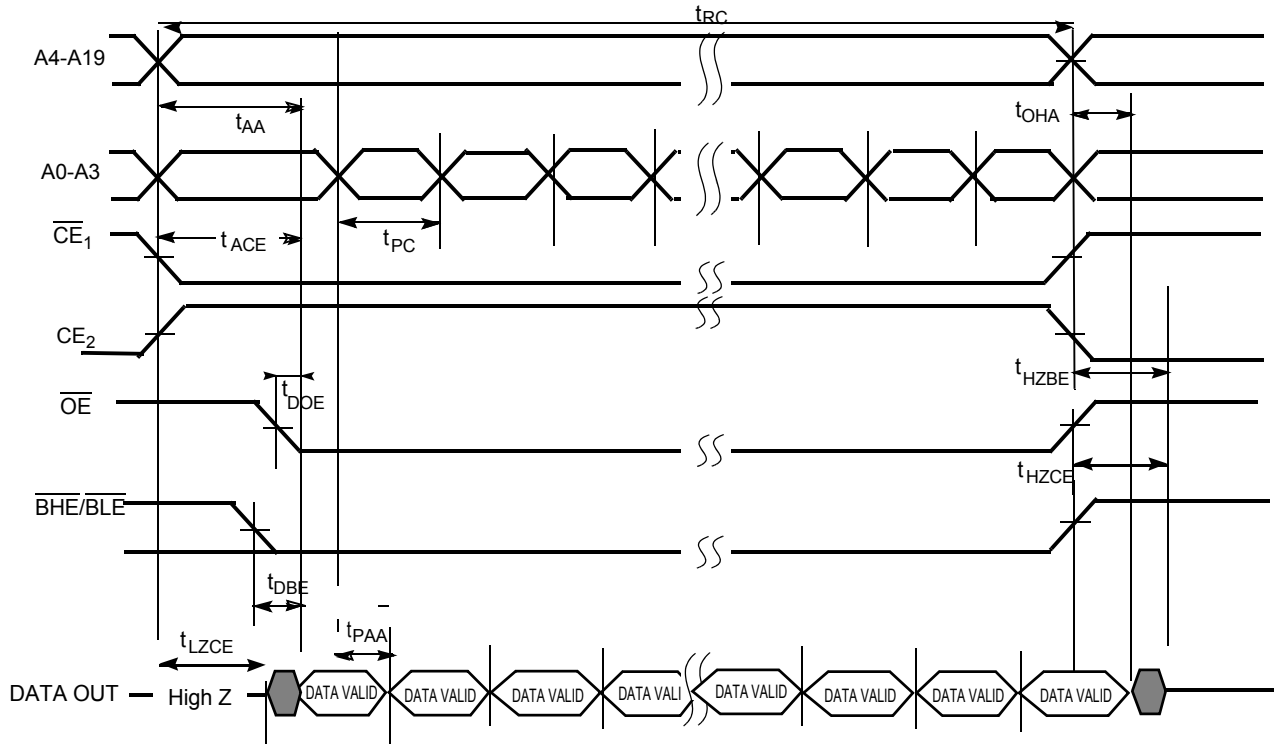 tRC
A4-A19
tAA
tOHA
A0-A3
CE1
tACE
tPC
CE2
tHZBE
tDOE
OE
tHZCE
BHE/BLE
tDBE
tPAA
tLZCE
DATA OUT High Z DATA VALID DATA VALID DATA VALID DATA VALI DATA VALID DATA VALID DATA VALID DATA VALID